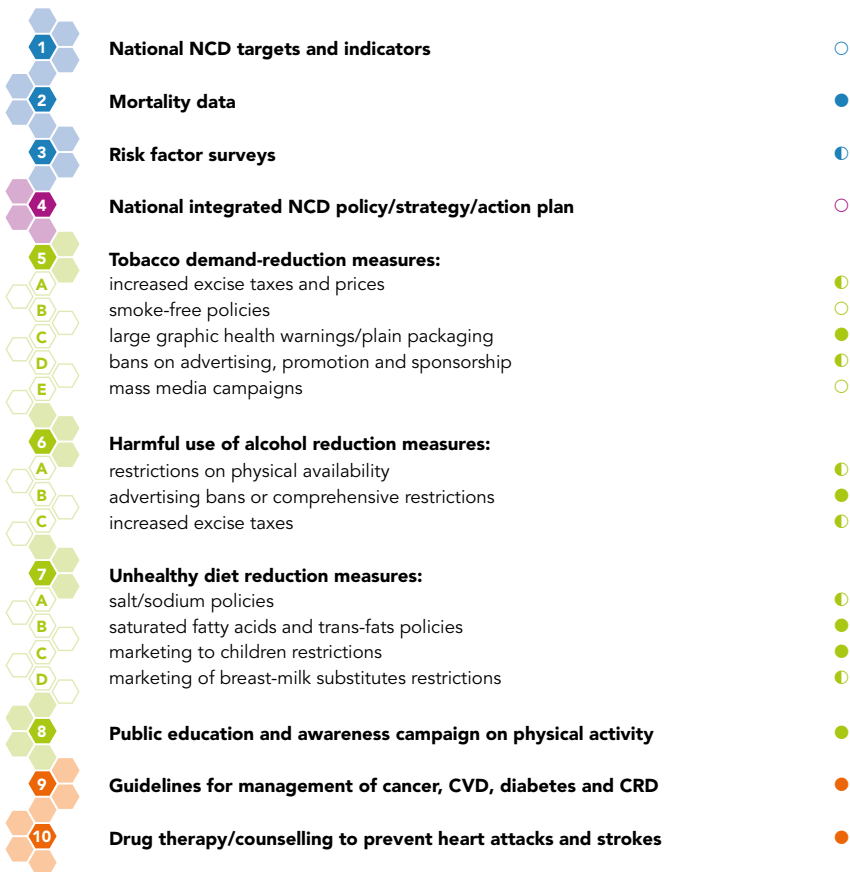 1 National NCD targets and indicators ○
2 Mortality data ●
3 Risk factor surveys ◐
4 National integrated NCD policy/strategy/action plan ○
5 Tobacco demand-reduction measures:
A increased excise taxes and prices ◐
B smoke-free policies ○
C large graphic health warnings/plain packaging ●
D bans on advertising, promotion and sponsorship ◐
E mass media campaigns ○
6 Harmful use of alcohol reduction measures:
A restrictions on physical availability ◐
B advertising bans or comprehensive restrictions ●
C increased excise taxes ◐
7 Unhealthy diet reduction measures:
A salt/sodium policies ◐
B saturated fatty acids and trans-fats policies ●
C marketing to children restrictions ●
D marketing of breast-milk substitutes restrictions ◐
8 Public education and awareness campaign on physical activity ●
9 Guidelines for management of cancer, CVD, diabetes and CRD ●
10 Drug therapy/counselling to prevent heart attacks and strokes ●